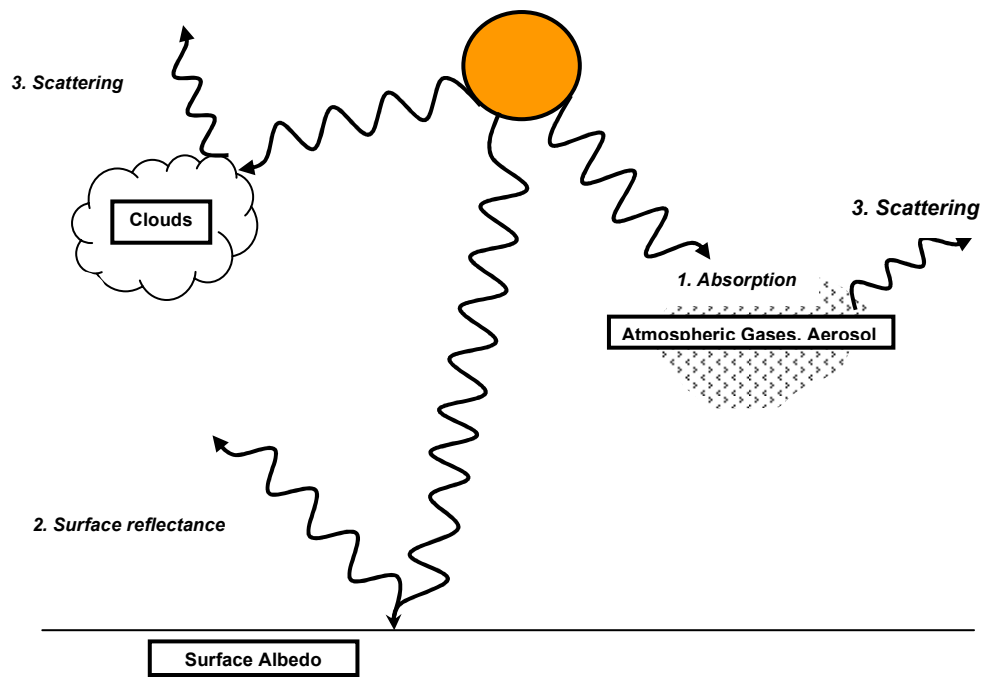 3. Scattering
Clouds
3. Scattering
1. Absorption
Atmospheric Gases. Aerosol
2. Surface reflectance
Surface Albedo